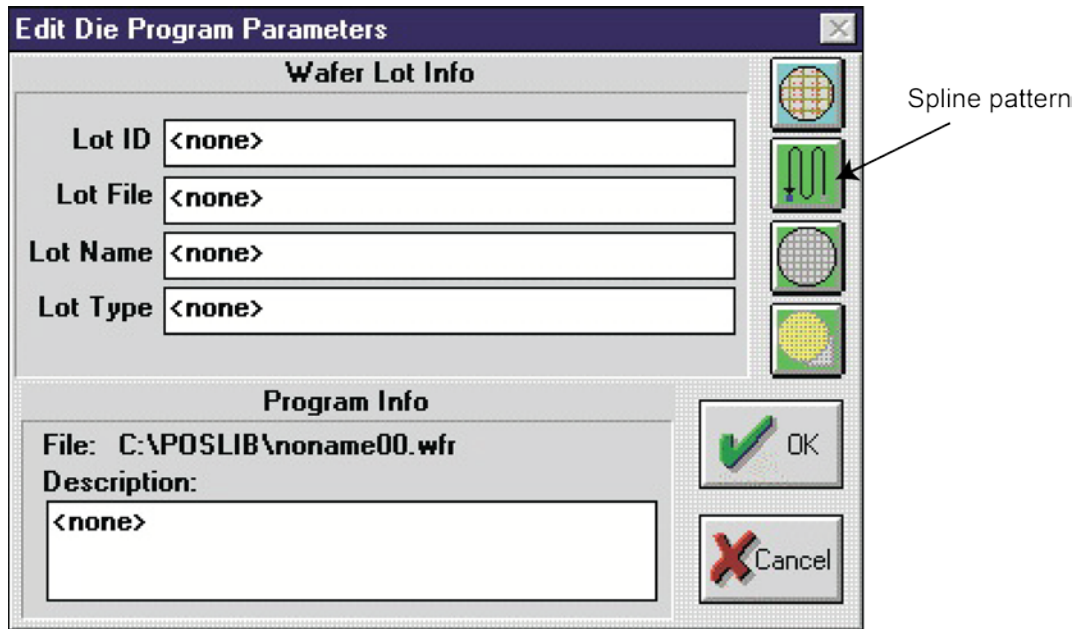 Edit Die Program Parameters
Wafer Lot Info
Spline pattern
Lot ID <none>
Lot File <none>
Lot Name <none>
Lot Type <none>
Program Info
File: C:\POSLIB\noname00.wfr
OK
Description:
<none>
Cancel